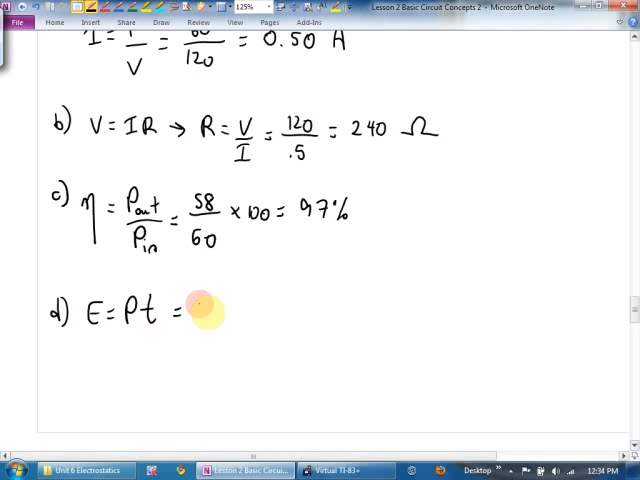 Lesson 2 Basic Circuit Concepts 2 - Microsoft OneNote
125%
File Home Insert Share Draw Review View Add-Ins
I = P/V = 60/120 = 0.50 A
b) V = IR → R = V/I = 120/.5 = 240 Ω
c) η = Pout/Pin = 58/60 × 100 = 97%
d) E = Pt =
Unit 6 Electrostatics
Lesson 2 Basic Circui...
Virtual TI-83+
Desktop
12:34 PM